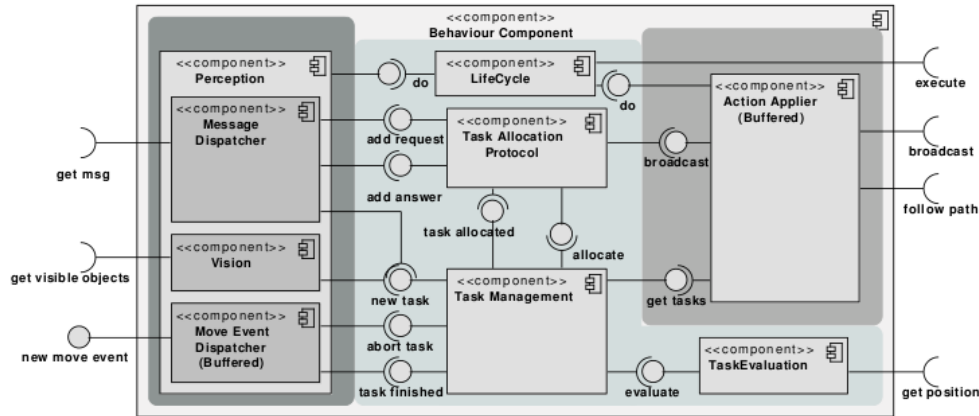 <<component>>
Behaviour Component
<<component>>
Perception
<<component>>
LifeCycle
do
do
execute
<<component>>
Message
Dispatcher
add request
add answer
<<component>>
Task Allocation
Protocol
broadcast
<<component>>
Action Applier
(Buffered)
broadcast
follow path
get msg
task allocated
allocate
<<component>>
Vision
get visible objects
new task
<<component>>
Task Management
get tasks
<<component>>
Move Event
Dispatcher
(Buffered)
new move event
abort task
task finished
evaluate
<<component>>
TaskEvaluation
get position